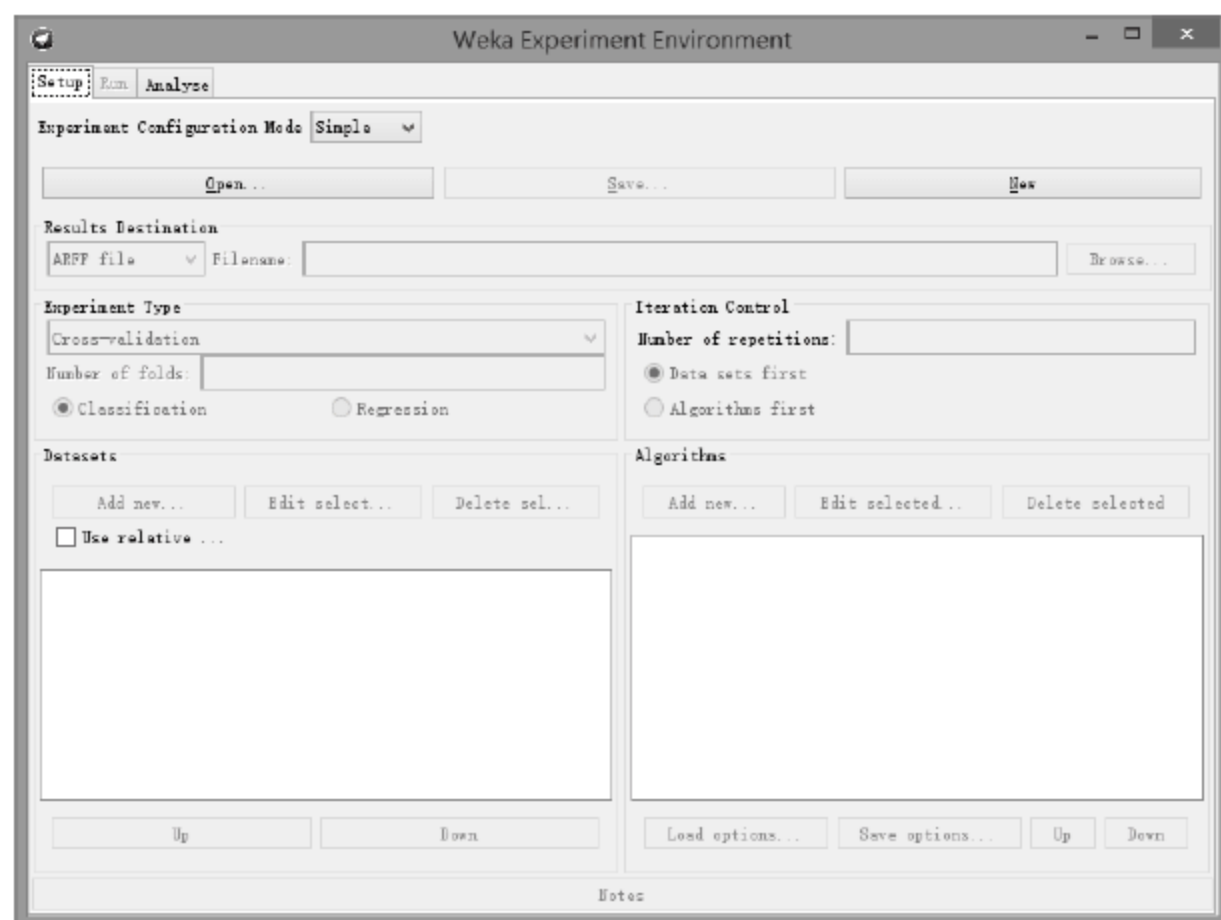 Weka Experiment Environment
Setup Run Analyse
Experiment Configuration Mode Simple
Open... Save... New
Results Destination
ARFF file Filename: Browse...
Experiment Type Iteration Control
Cross-validation Number of repetitions:
Number of folds: Data sets first
Classification Regression Algorithms first
Datasets Algorithms
Add new... Edit select... Delete sel... Add new... Edit selected... Delete selected
Use relative ...
Up Down Load options... Save options... Up Down
Notes